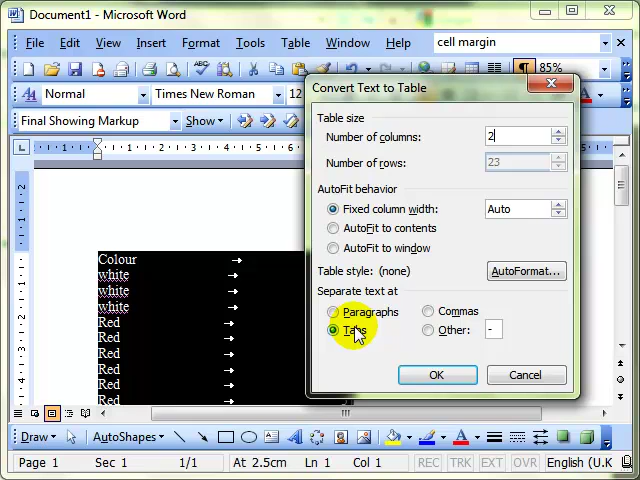 Document1 - Microsoft Word
File Edit View Insert Format Tools Table Window Help cell margin
85%
Normal Times New Roman 12
Final Showing Markup Show
Convert Text to Table
Table size
Number of columns: 2
Number of rows: 23
AutoFit behavior
Fixed column width: Auto
AutoFit to contents
AutoFit to window
Table style: (none) AutoFormat...
Separate text at
Paragraphs Commas
Tabs Other: -
OK Cancel
Colour
white
white
white
Red
Red
Red
Red
Red
Red
Draw AutoShapes
Page 1 Sec 1 1/1 At 2.5cm Ln 1 Col 1 REC TRK EXT OVR English (U.K